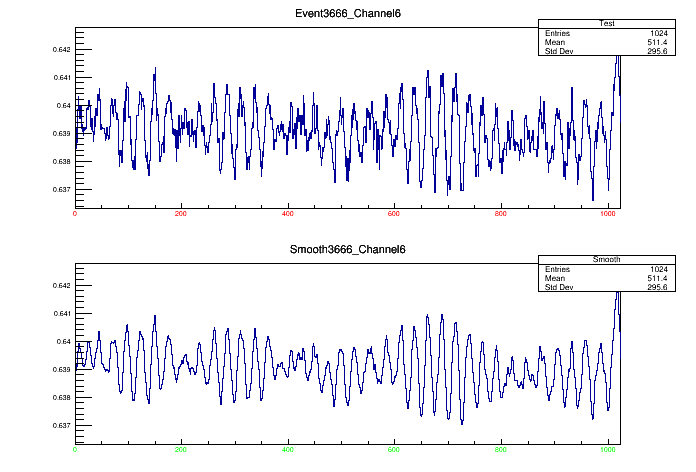 Event3666_Channel6
Test
Entries 1024
Mean 511.4
Std Dev 295.6
0.642
0.641
0.64
0.639
0.638
0.637
0 200 400 600 800 1000
Smooth3666_Channel6
Smooth
Entries 1024
Mean 511.4
Std Dev 295.6
0.642
0.641
0.64
0.639
0.638
0.637
0 200 400 600 800 1000